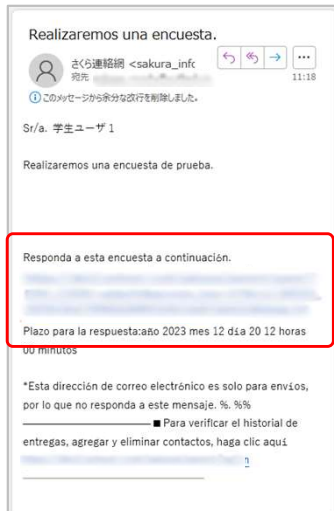 Realizaremos una encuesta.
さくら連絡網 <sakura_infc
宛先
11:18
このメッセージから余分な改行を削除しました。
Sr/a. 学生ユーザ 1
Realizaremos una encuesta de prueba.
Responda a esta encuesta a continuación.
Plazo para la respuesta:año 2023 mes 12 día 20 12 horas
00 minutos
*Esta dirección de correo electrónico es solo para envíos,
por lo que no responda a este mensaje. %. %%
■ Para verificar el historial de
entregas, agregar y eliminar contactos, haga clic aquí